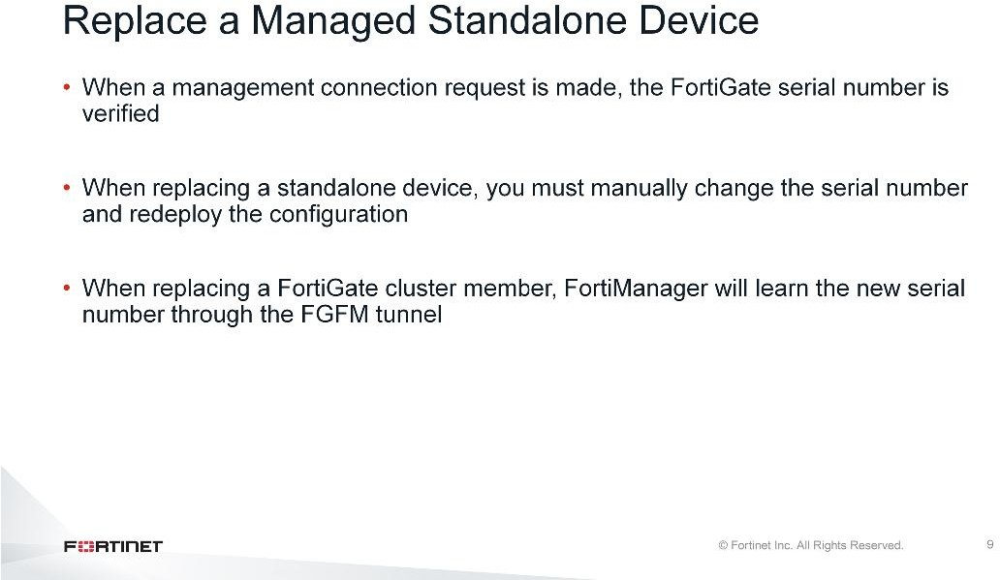 Replace a Managed Standalone Device
• When a management connection request is made, the FortiGate serial number is
verified
• When replacing a standalone device, you must manually change the serial number
and redeploy the configuration
• When replacing a FortiGate cluster member, FortiManager will learn the new serial
number through the FGFM tunnel
FORTINET
© Fortinet Inc. All Rights Reserved.
9